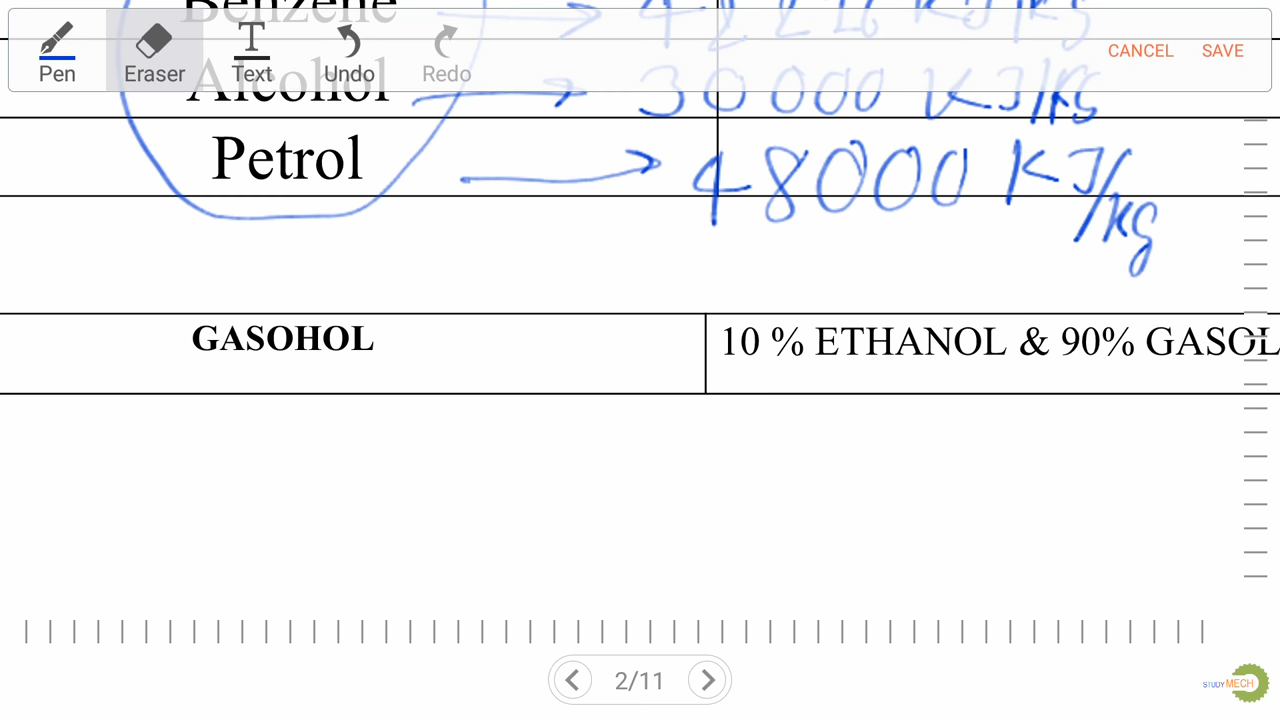 Benzene
Pen Eraser Text Undo Redo CANCEL SAVE
Alcohol → 30000 KJ/kg
Petrol → 48000 KJ/kg
GASOHOL 10 % ETHANOL & 90% GASOL
2/11
STUDY MECH